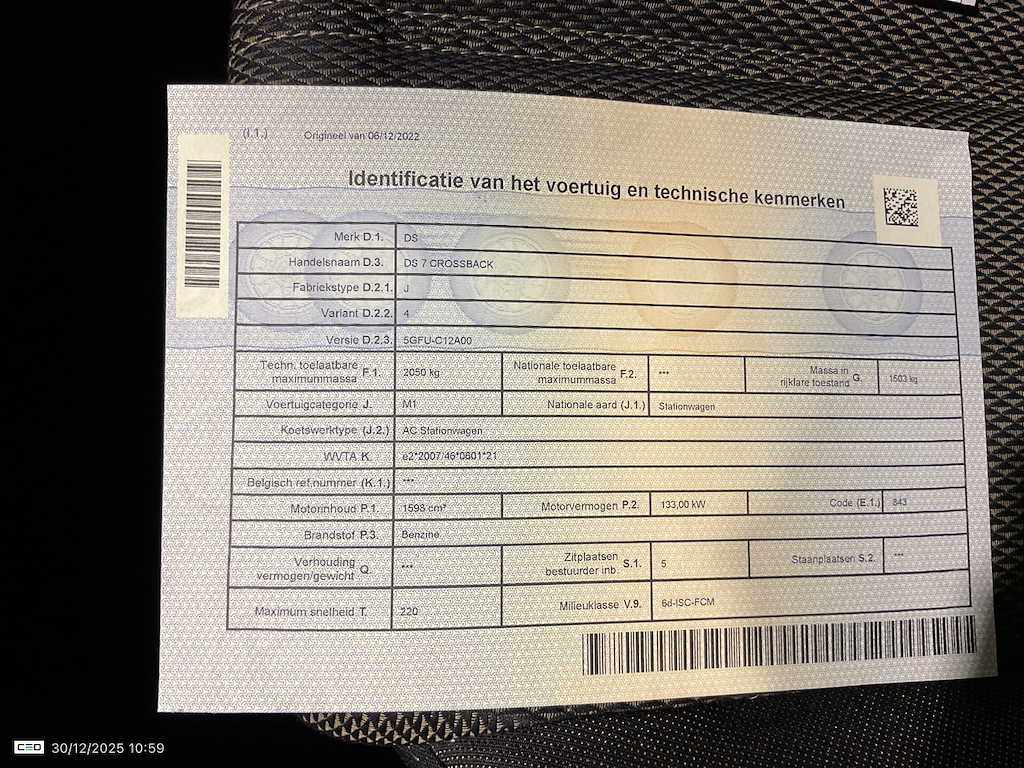 (I.1.) Origineel van 06/12/2022
Identificatie van het voertuig en technische kenmerken
Merk D.1. DS
Handelsnaam D.3. DS 7 CROSSBACK
Fabriekstype D.2.1. J
Variant D.2.2. 4
Versie D.2.3. 5GFU-C12A00
Techn. toelaatbare maximummassa F.1. 2050 kg Nationale toelaatbare maximummassa F.2. *** Massa in rijklare toestand G. 1503 kg
Voertuigcategorie J. M1 Nationale aard (J.1.) Stationwagen
Koetswerktype (J.2.) AC Stationwagen
WVTA K. e2*2007/46*0601*21
Belgisch ref.nummer (K.1.) ***
Motorinhoud P.1. 1598 cm³ Motorvermogen P.2. 133,00 kW Code (E.1.) 843
Brandstof P.3. Benzine
Verhouding vermogen/gewicht Q. *** Zitplaatsen bestuurder inb. S.1. 5 Staanplaatsen S.2. ***
Maximum snelheid T. 220 Milieuklasse V.9. 6d-ISC-FCM
CEO 30/12/2025 10:59